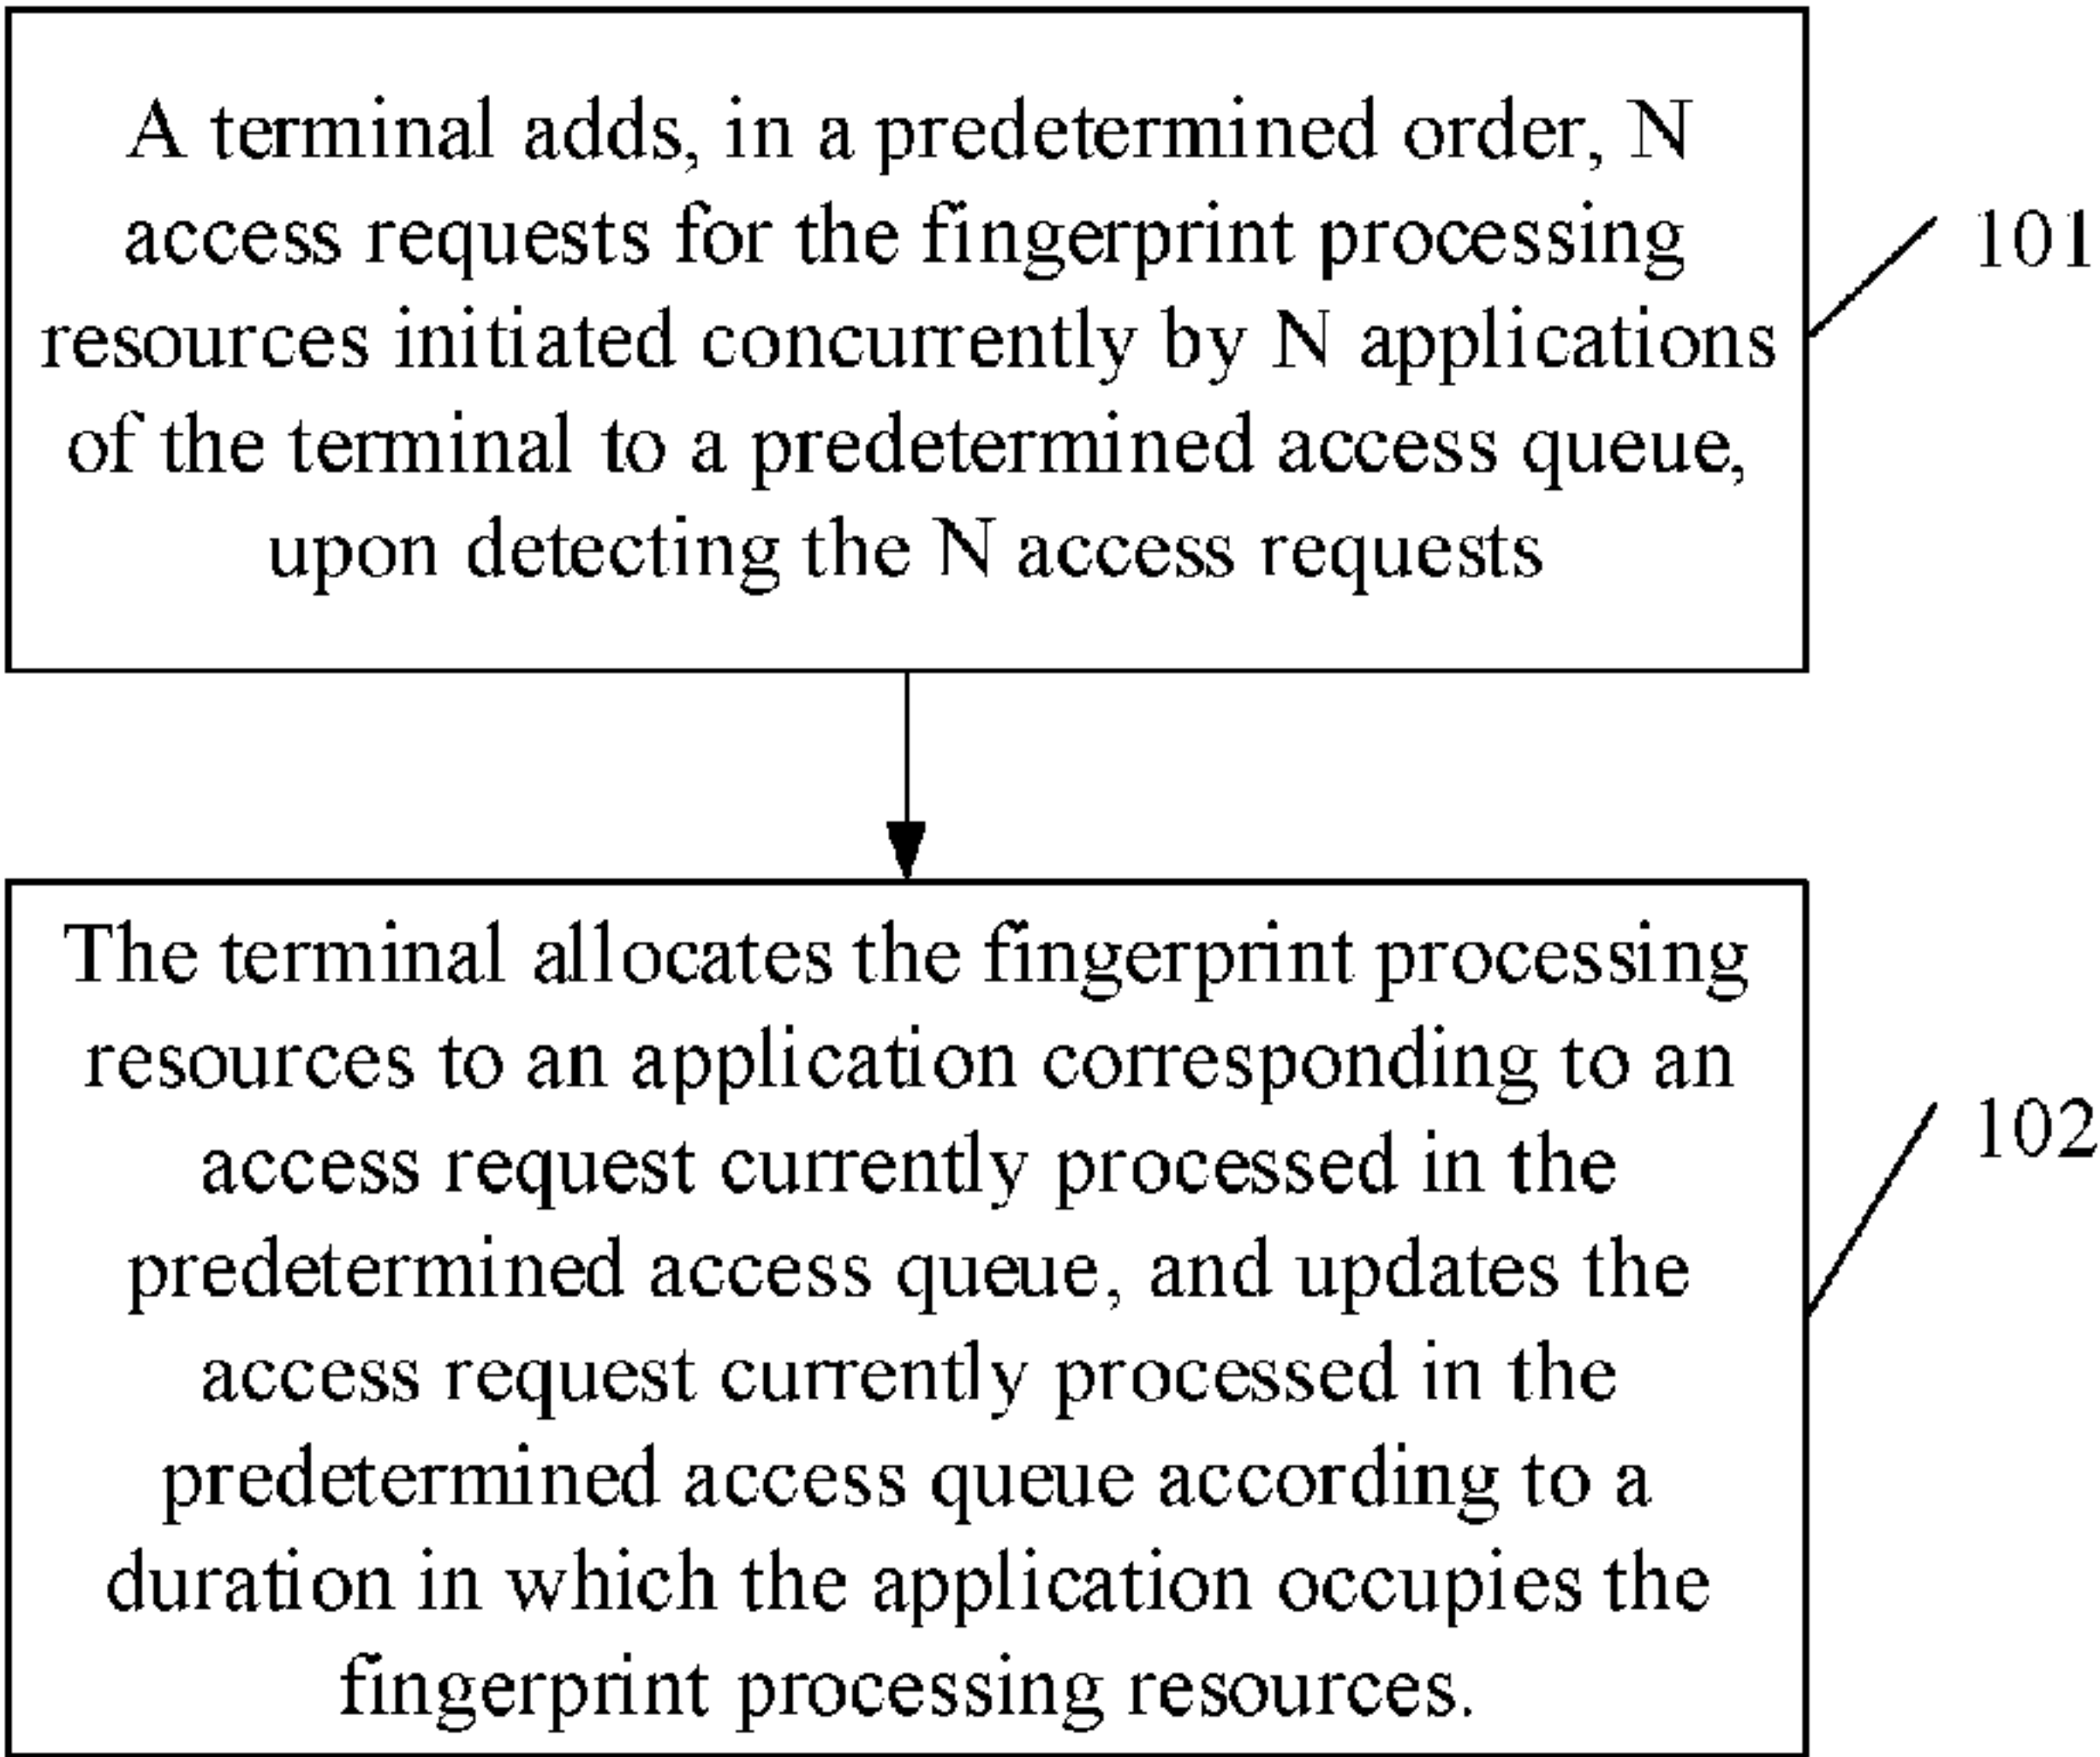 A terminal adds, in a predetermined order, N
access requests for the fingerprint processing
resources initiated concurrently by N applications
of the terminal to a predetermined access queue,
upon detecting the N access requests
101
The terminal allocates the fingerprint processing
resources to an application corresponding to an
access request currently processed in the
predetermined access queue, and updates the
access request currently processed in the
predetermined access queue according to a
duration in which the application occupies the
fingerprint processing resources.
102